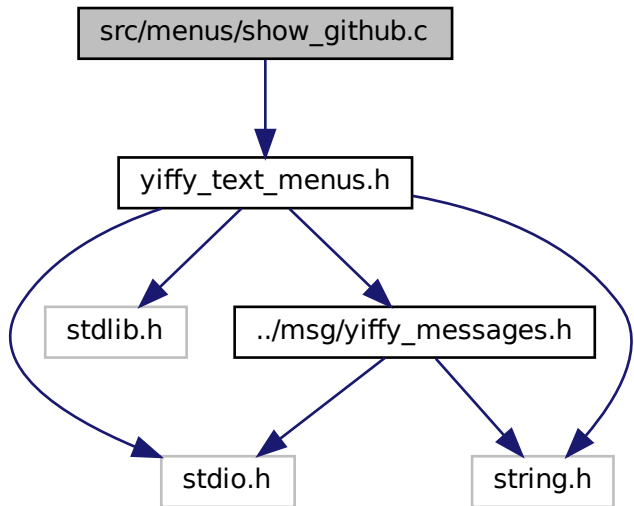 src/menus/show_github.c
yiffy_text_menus.h
stdlib.h
../msg/yiffy_messages.h
stdio.h
string.h